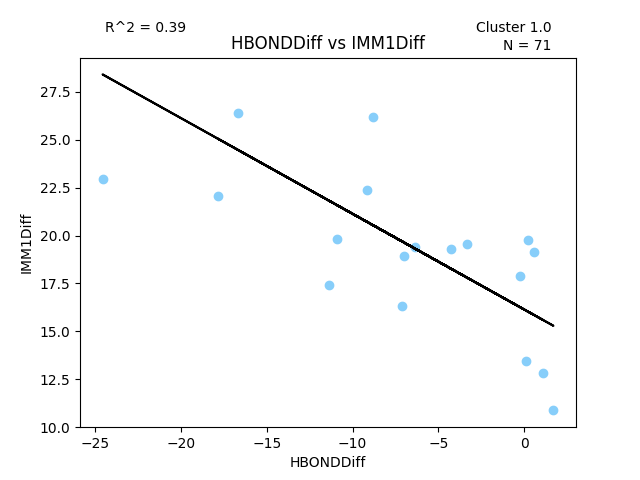 R^2 = 0.39
Cluster 1.0
N = 71
HBONDDiff vs IMM1Diff
27.5
25.0
22.5
20.0
17.5
15.0
12.5
10.0
IMM1Diff
−25
−20
−15
−10
−5
0
HBONDDiff